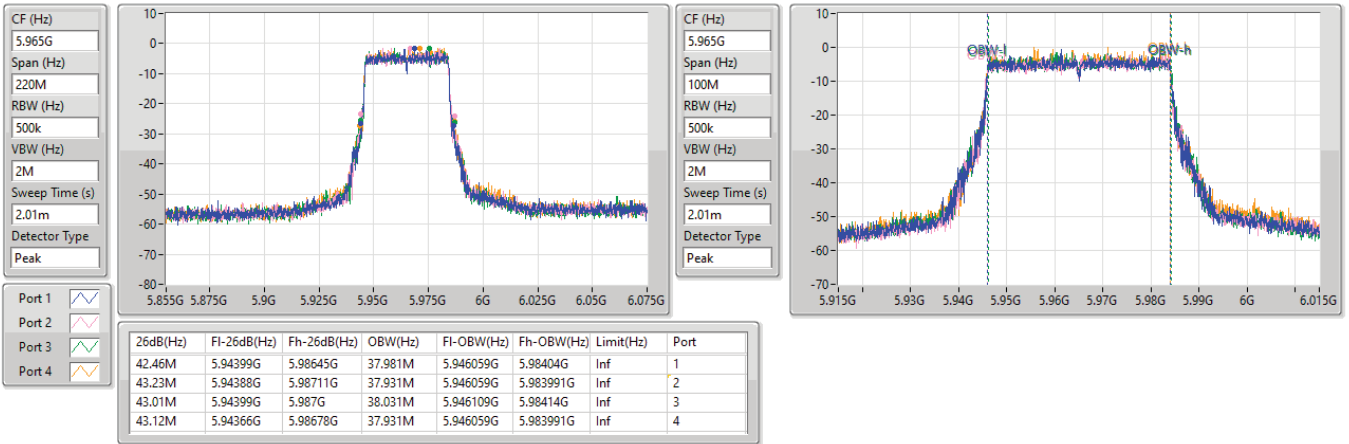 CF (Hz)
5.965G
Span (Hz)
220M
RBW (Hz)
500k
VBW (Hz)
2M
Sweep Time (s)
2.01m
Detector Type
Peak
10-
0-
-10-
-20-
-30-
-40-
-50-
-60-
-70-
-80-
5.855G 5.875G 5.9G 5.925G 5.95G 5.975G 6G 6.025G 6.05G 6.075G
CF (Hz)
5.965G
Span (Hz)
100M
RBW (Hz)
500k
VBW (Hz)
2M
Sweep Time (s)
2.01m
Detector Type
Peak
10-
0-
-10-
-20-
-30-
-40-
-50-
-60-
-70-
OBW-l OBW-h
5.915G 5.93G 5.94G 5.95G 5.96G 5.97G 5.98G 5.99G 6G 6.015G
Port 1
Port 2
Port 3
Port 4
26dB(Hz) Fl-26dB(Hz) Fh-26dB(Hz) OBW(Hz) Fl-OBW(Hz) Fh-OBW(Hz) Limit(Hz) Port
42.46M 5.94399G 5.98645G 37.981M 5.946059G 5.98404G Inf 1
43.23M 5.94388G 5.98711G 37.931M 5.946059G 5.983991G Inf 2
43.01M 5.94399G 5.987G 38.031M 5.946109G 5.98414G Inf 3
43.12M 5.94366G 5.98678G 37.931M 5.946059G 5.983991G Inf 4